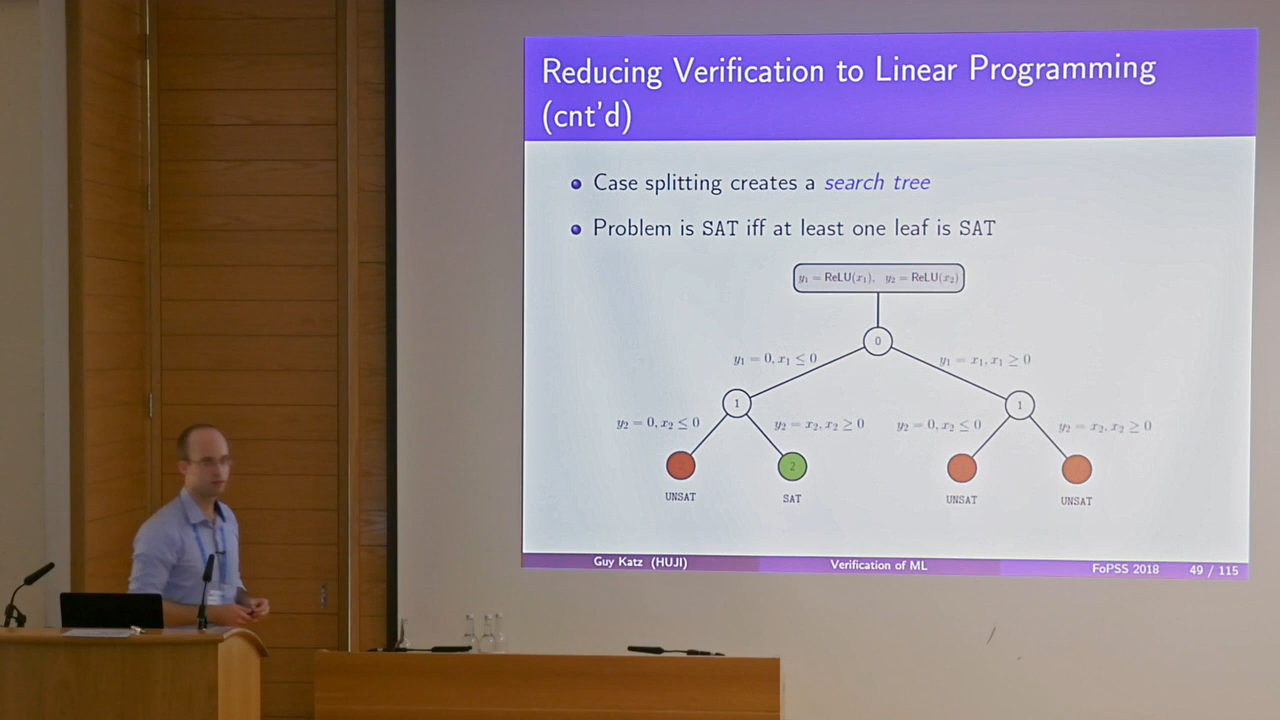 Reducing Verification to Linear Programming
(cnt'd)
Case splitting creates a search tree
Problem is SAT iff at least one leaf is SAT
y₁ = ReLU(x₁), y₂ = ReLU(x₂)
0
y₁ = 0, x₁ ≤ 0
y₁ = x₁, x₁ ≥ 0
1
1
y₂ = 0, x₂ ≤ 0
y₂ = x₂, x₂ ≥ 0
y₂ = 0, x₂ ≤ 0
y₂ = x₂, x₂ ≥ 0
2
UNSAT
SAT
UNSAT
UNSAT
Guy Katz (HUJI)
Verification of ML
FoPSS 2018
49 / 115